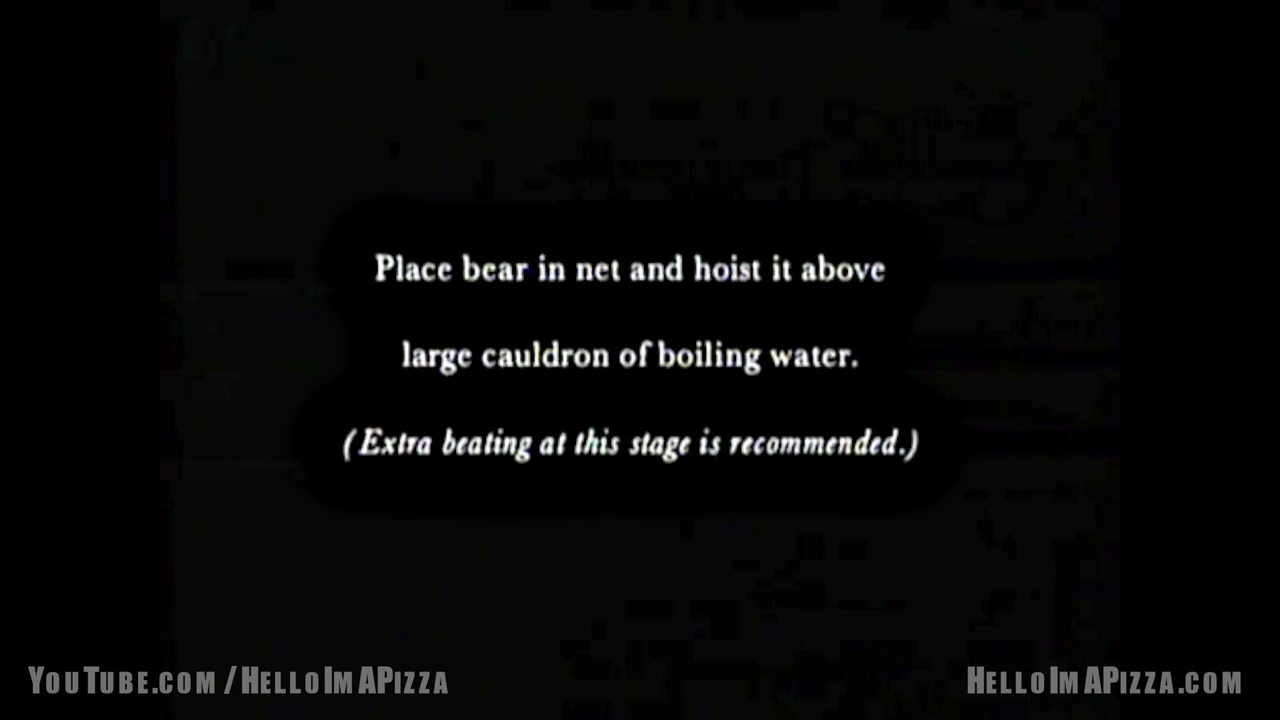 Place bear in net and hoist it above
large cauldron of boiling water.
(Extra beating at this stage is recommended.)
YouTube.com/HelloImAPizza
HelloImAPizza.com